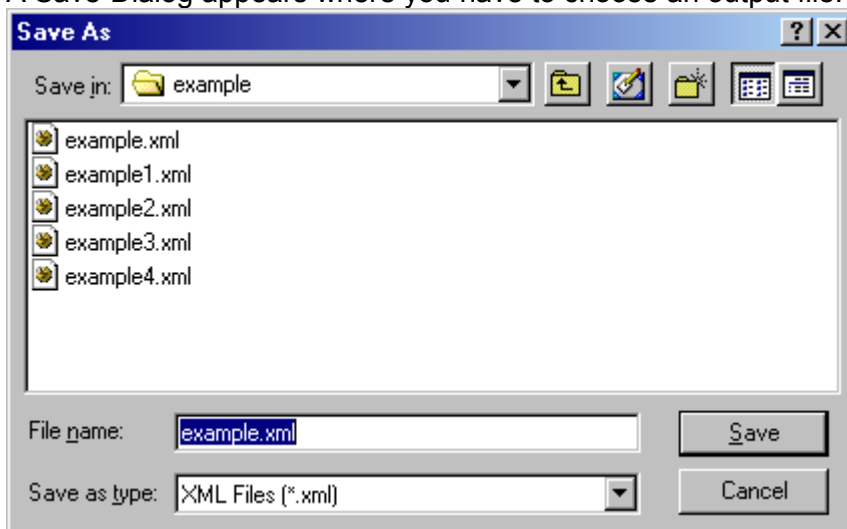 A Save-Dialog appears where you have to choose an output file.
Save As
Save in: example
example.xml
example1.xml
example2.xml
example3.xml
example4.xml
File name: example.xml Save
Save as type: XML Files (*.xml) Cancel